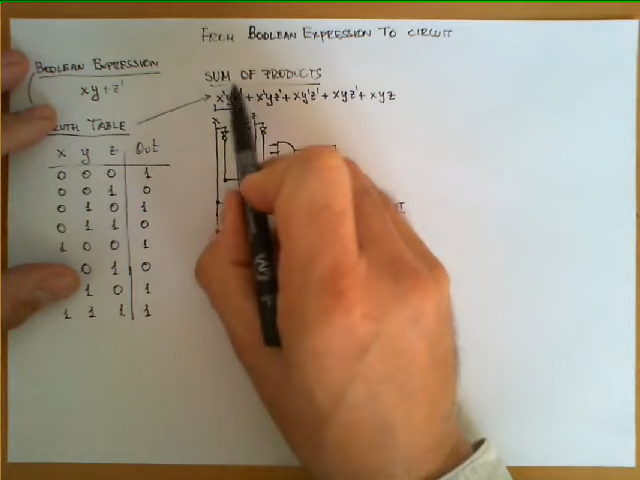 FROM BOOLEAN EXPRESSION TO CIRCUIT
BOOLEAN EXPRESSION
xy+z'
SUM OF PRODUCTS
+ x'yz' + xy'z' + xyz' + xyz
TABLE
x y z Out
0 0 0 1
0 0 1 0
0 1 0 1
0 1 1 0
1 0 0 1
0 1 0
1 0 1
1 1 1 1